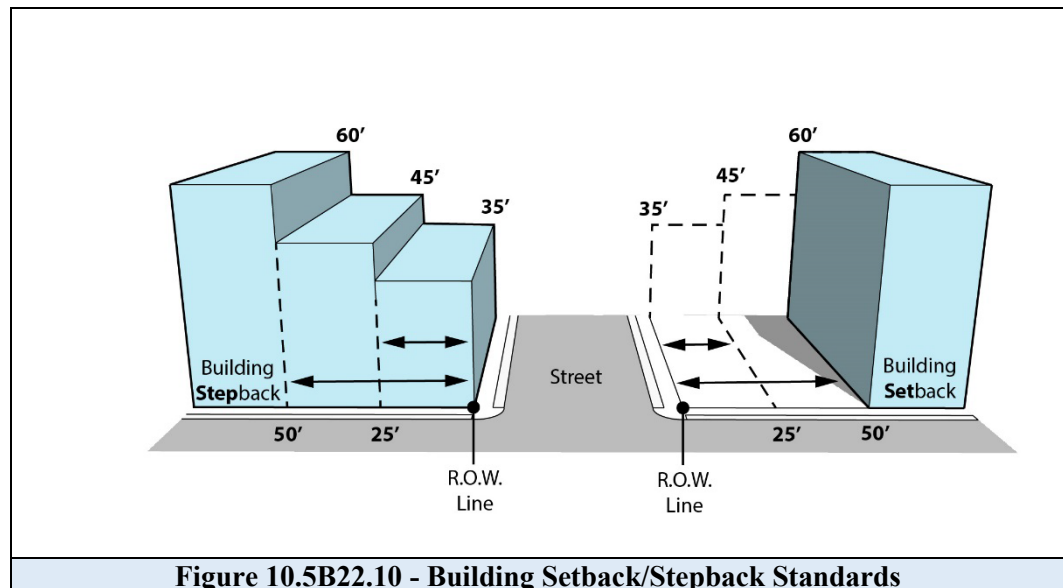 60’
45’
35’
Building
Stepback
50’
25’
R.O.W.
Line
Street
35’
45’
60’
Building
Setback
25’
50’
R.O.W.
Line
Figure 10.5B22.10 - Building Setback/Stepback Standards